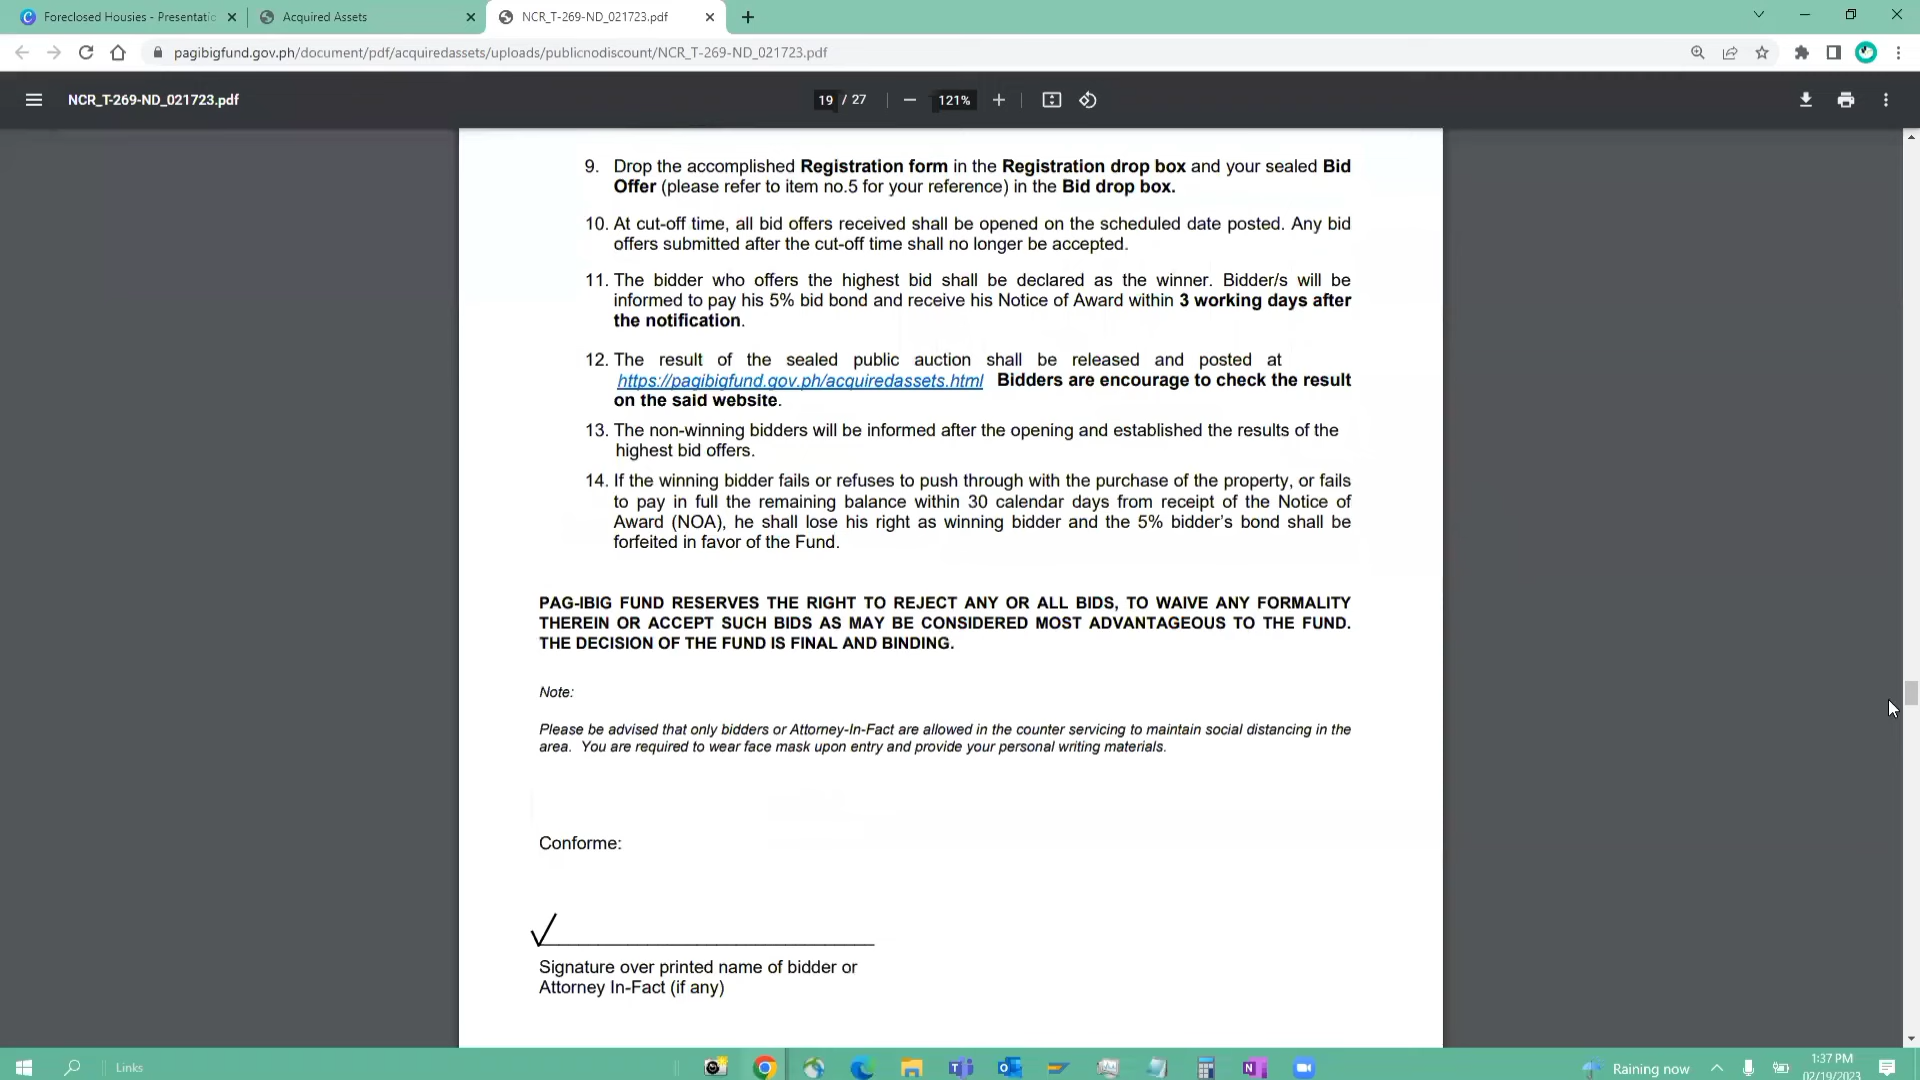 Foreclosed Housies - Presentatic
Acquired Assets
NCR_T-269-ND_021723.pdf
pagibigfund.gov.ph/document/pdf/acquiredassets/uploads/publicnodiscount/NCR_T-269-ND_021723.pdf
NCR_T-269-ND_021723.pdf
19 / 27
121%
9. Drop the accomplished Registration form in the Registration drop box and your sealed Bid
Offer (please refer to item no.5 for your reference) in the Bid drop box.
10. At cut-off time, all bid offers received shall be opened on the scheduled date posted. Any bid
offers submitted after the cut-off time shall no longer be accepted.
11. The bidder who offers the highest bid shall be declared as the winner. Bidder/s will be
informed to pay his 5% bid bond and receive his Notice of Award within 3 working days after
the notification.
12. The result of the sealed public auction shall be released and posted at
https://pagibigfund.gov.ph/acquiredassets.html Bidders are encourage to check the result
on the said website.
13. The non-winning bidders will be informed after the opening and established the results of the
highest bid offers.
14. If the winning bidder fails or refuses to push through with the purchase of the property, or fails
to pay in full the remaining balance within 30 calendar days from receipt of the Notice of
Award (NOA), he shall lose his right as winning bidder and the 5% bidder's bond shall be
forfeited in favor of the Fund.
PAG-IBIG FUND RESERVES THE RIGHT TO REJECT ANY OR ALL BIDS, TO WAIVE ANY FORMALITY
THEREIN OR ACCEPT SUCH BIDS AS MAY BE CONSIDERED MOST ADVANTAGEOUS TO THE FUND.
THE DECISION OF THE FUND IS FINAL AND BINDING.
Note:
Please be advised that only bidders or Attorney-In-Fact are allowed in the counter servicing to maintain social distancing in the
area. You are required to wear face mask upon entry and provide your personal writing materials.
Conforme:
Signature over printed name of bidder or
Attorney In-Fact (if any)
Links
Raining now
1:37 PM
02/19/2023